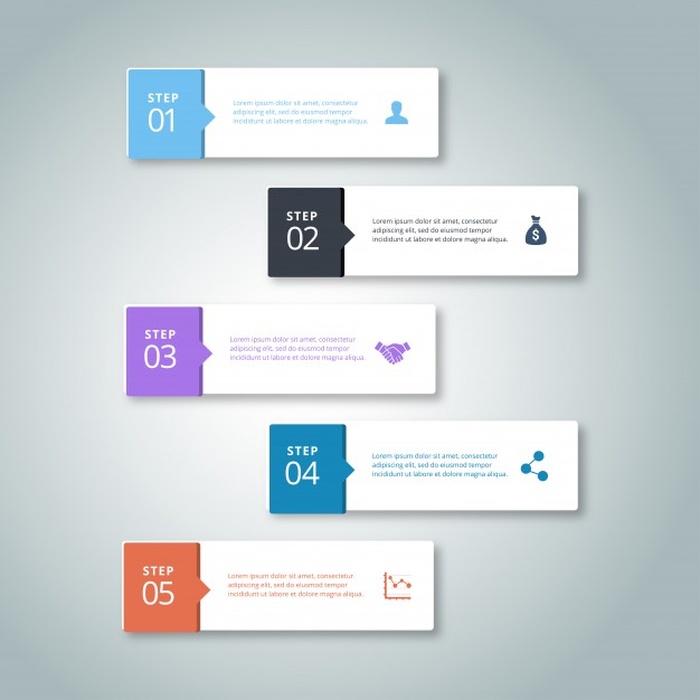 STEP
01
Lorem ipsum dolor sit amet, consectetur
adipiscing elit, sed do eiusmod tempor
incididunt ut labore et dolore magna aliqua.
STEP
02
Lorem ipsum dolor sit amet, consectetur
adipiscing elit, sed do eiusmod tempor
incididunt ut labore et dolore magna aliqua.
$
STEP
03
Lorem ipsum dolor sit amet, consectetur
adipiscing elit, sed do eiusmod tempor
incididunt ut labore et dolore magna aliqua.
STEP
04
Lorem ipsum dolor sit amet, consectetur
adipiscing elit, sed do eiusmod tempor
incididunt ut labore et dolore magna aliqua.
STEP
05
Lorem ipsum dolor sit amet, consectetur
adipiscing elit, sed do eiusmod tempor
incididunt ut labore et dolore magna aliqua.